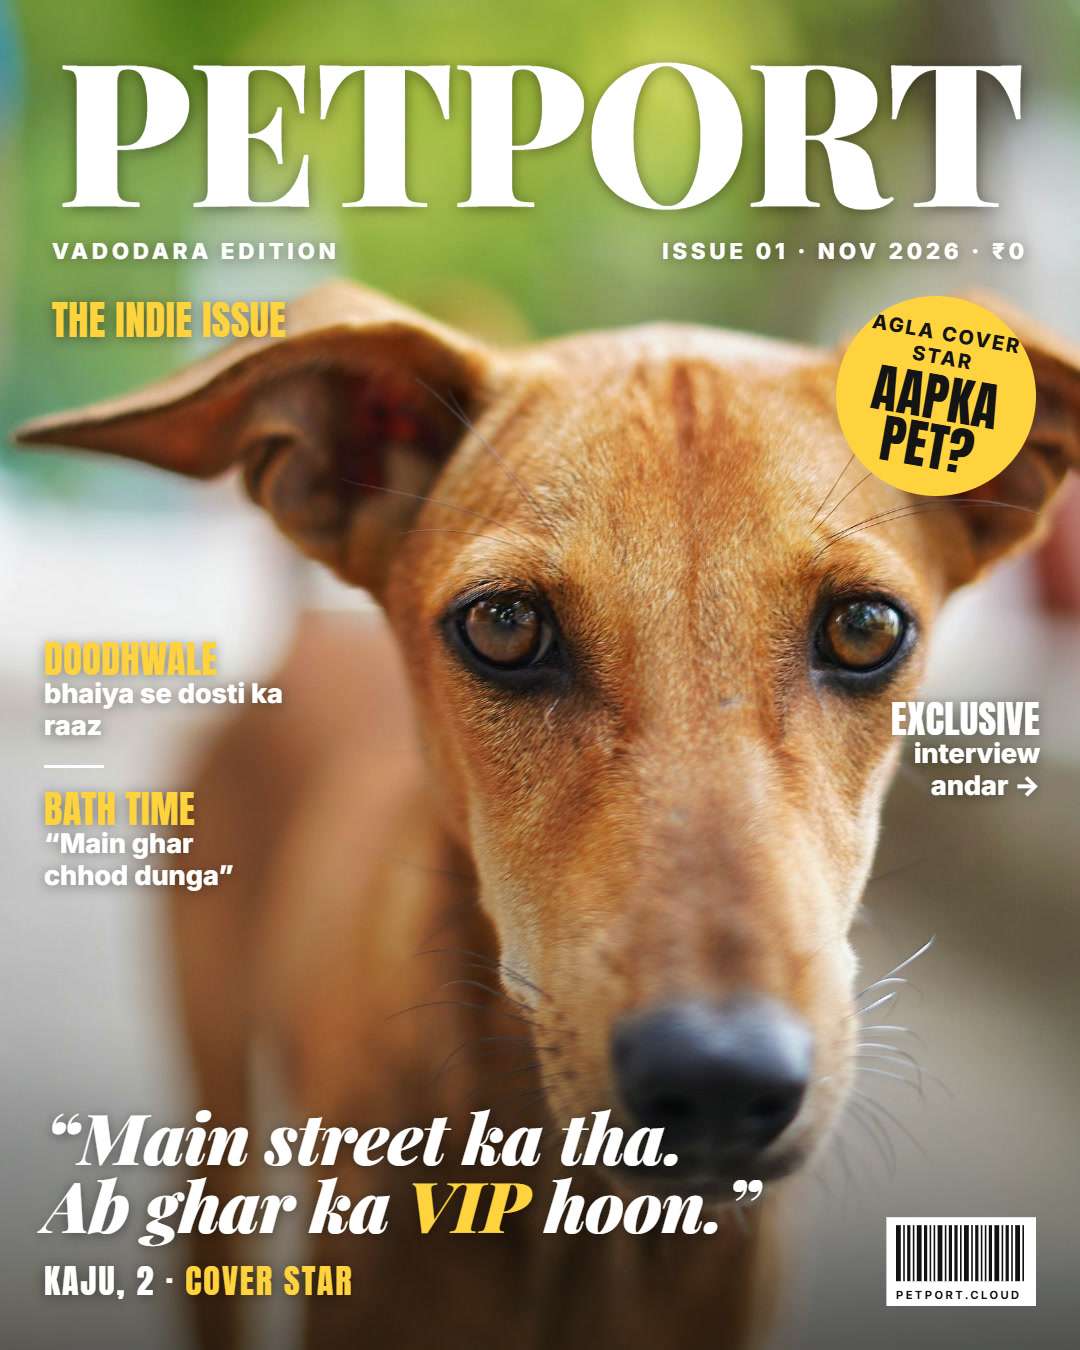 PETPORT
VADODARA EDITION
ISSUE 01 · NOV 2026 · ₹0
THE INDIE ISSUE
AGLA COVER
STAR
AAPKA
PET?
DOODHWALE
bhaiya se dosti ka
raaz
BATH TIME
“Main ghar
chhod dunga”
EXCLUSIVE
interview
andar →
“Main street ka tha.
Ab ghar ka VIP hoon.”
KAJU, 2 · COVER STAR
PETPORT.CLOUD